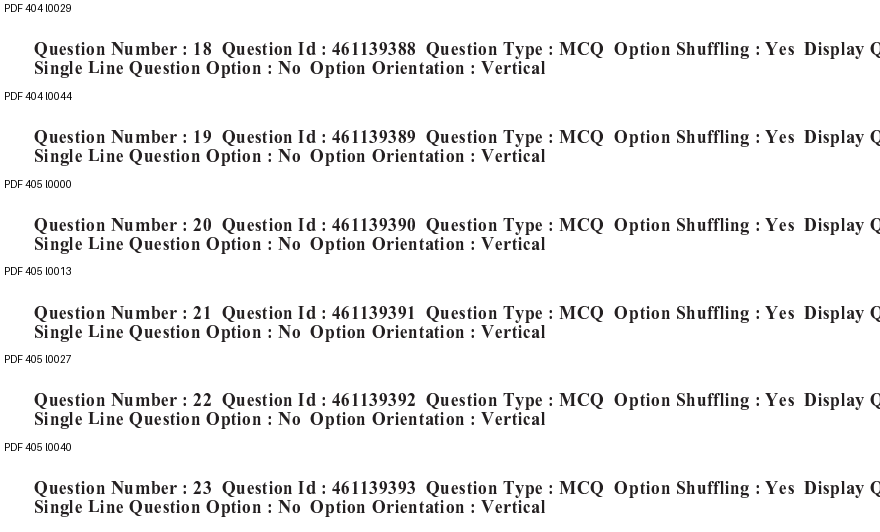 PDF 404 l0029
Question Number : 18 Question Id : 461139388 Question Type : MCQ Option Shuffling : Yes Display Q
Single Line Question Option : No Option Orientation : Vertical
PDF 404 l0044
Question Number : 19 Question Id : 461139389 Question Type : MCQ Option Shuffling : Yes Display Q
Single Line Question Option : No Option Orientation : Vertical
PDF 405 l0000
Question Number : 20 Question Id : 461139390 Question Type : MCQ Option Shuffling : Yes Display Q
Single Line Question Option : No Option Orientation : Vertical
PDF 405 l0013
Question Number : 21 Question Id : 461139391 Question Type : MCQ Option Shuffling : Yes Display Q
Single Line Question Option : No Option Orientation : Vertical
PDF 405 l0027
Question Number : 22 Question Id : 461139392 Question Type : MCQ Option Shuffling : Yes Display Q
Single Line Question Option : No Option Orientation : Vertical
PDF 405 l0040
Question Number : 23 Question Id : 461139393 Question Type : MCQ Option Shuffling : Yes Display Q
Single Line Question Option : No Option Orientation : Vertical